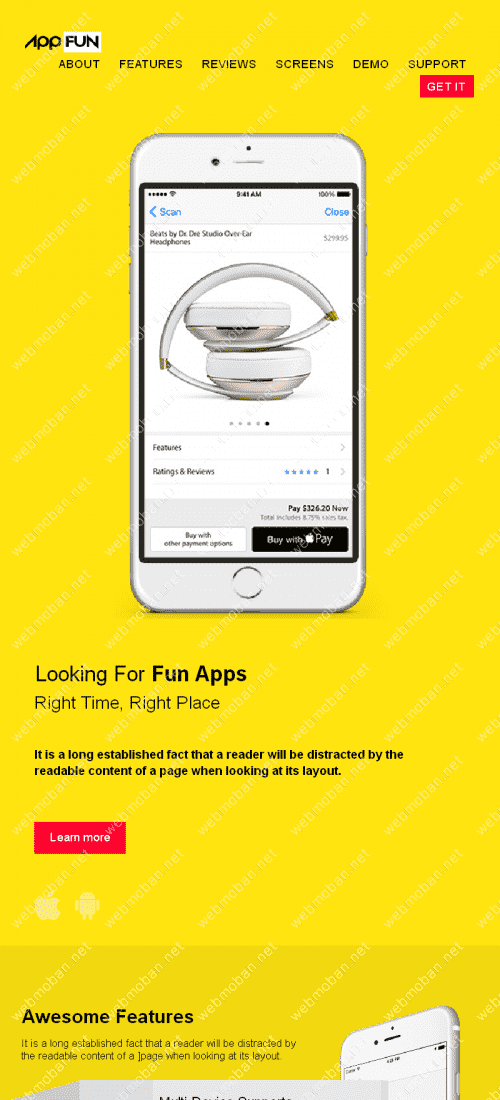 App FUN
ABOUT FEATURES REVIEWS SCREENS DEMO SUPPORT
GET IT
9:41 AM 100%
Scan Close
Beats by Dr. Dre Studio Over-Ear
Headphones
$299.95
Features
Ratings & Reviews 1
Pay $326.20 Now
Total includes 8.75% sales tax.
Buy with
other payment options
Buy with Pay
Looking For Fun Apps
Right Time, Right Place
It is a long established fact that a reader will be distracted by the
readable content of a page when looking at its layout.
Learn more
Awesome Features
It is a long established fact that a reader will be distracted by
the readable content of a ]page when looking at its layout.
Multi-Device Supports
webmoban.net